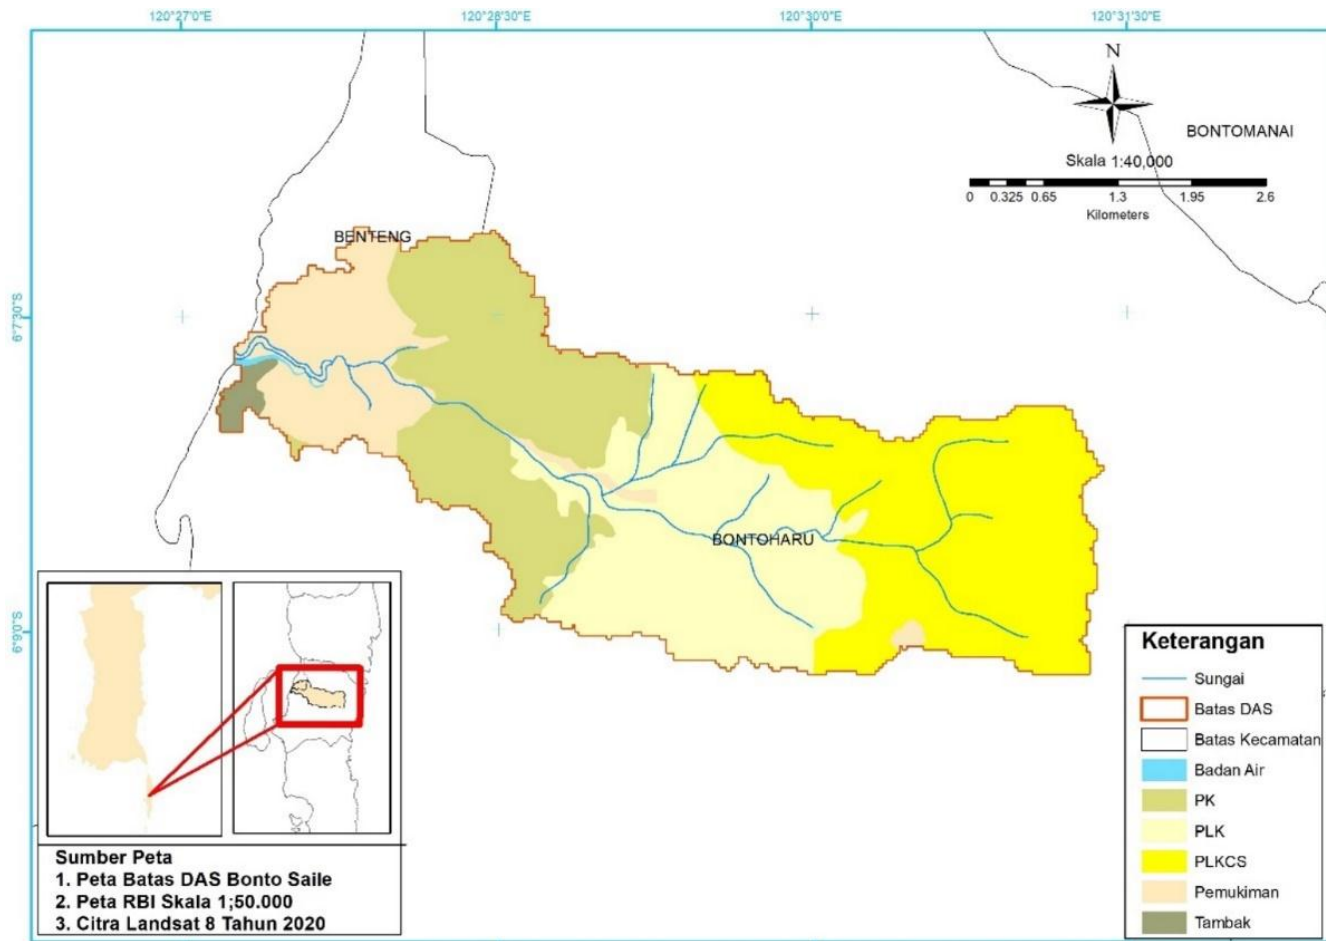 120°27'0"E
120°28'30"E
120°30'0"E
120°31'30"E
N
BONTOMANAI
Skala 1:40,000
0 0.325 0.65 1.3 1.95 2.6
Kilometers
BENTENG
6°7'30"S
BONTOHARU
6°9'0"S
Keterangan
Sungai
Batas DAS
Batas Kecamatan
Badan Air
PK
PLK
PLKCS
Pemukiman
Tambak
Sumber Peta
1. Peta Batas DAS Bonto Saile
2. Peta RBI Skala 1;50.000
3. Citra Landsat 8 Tahun 2020